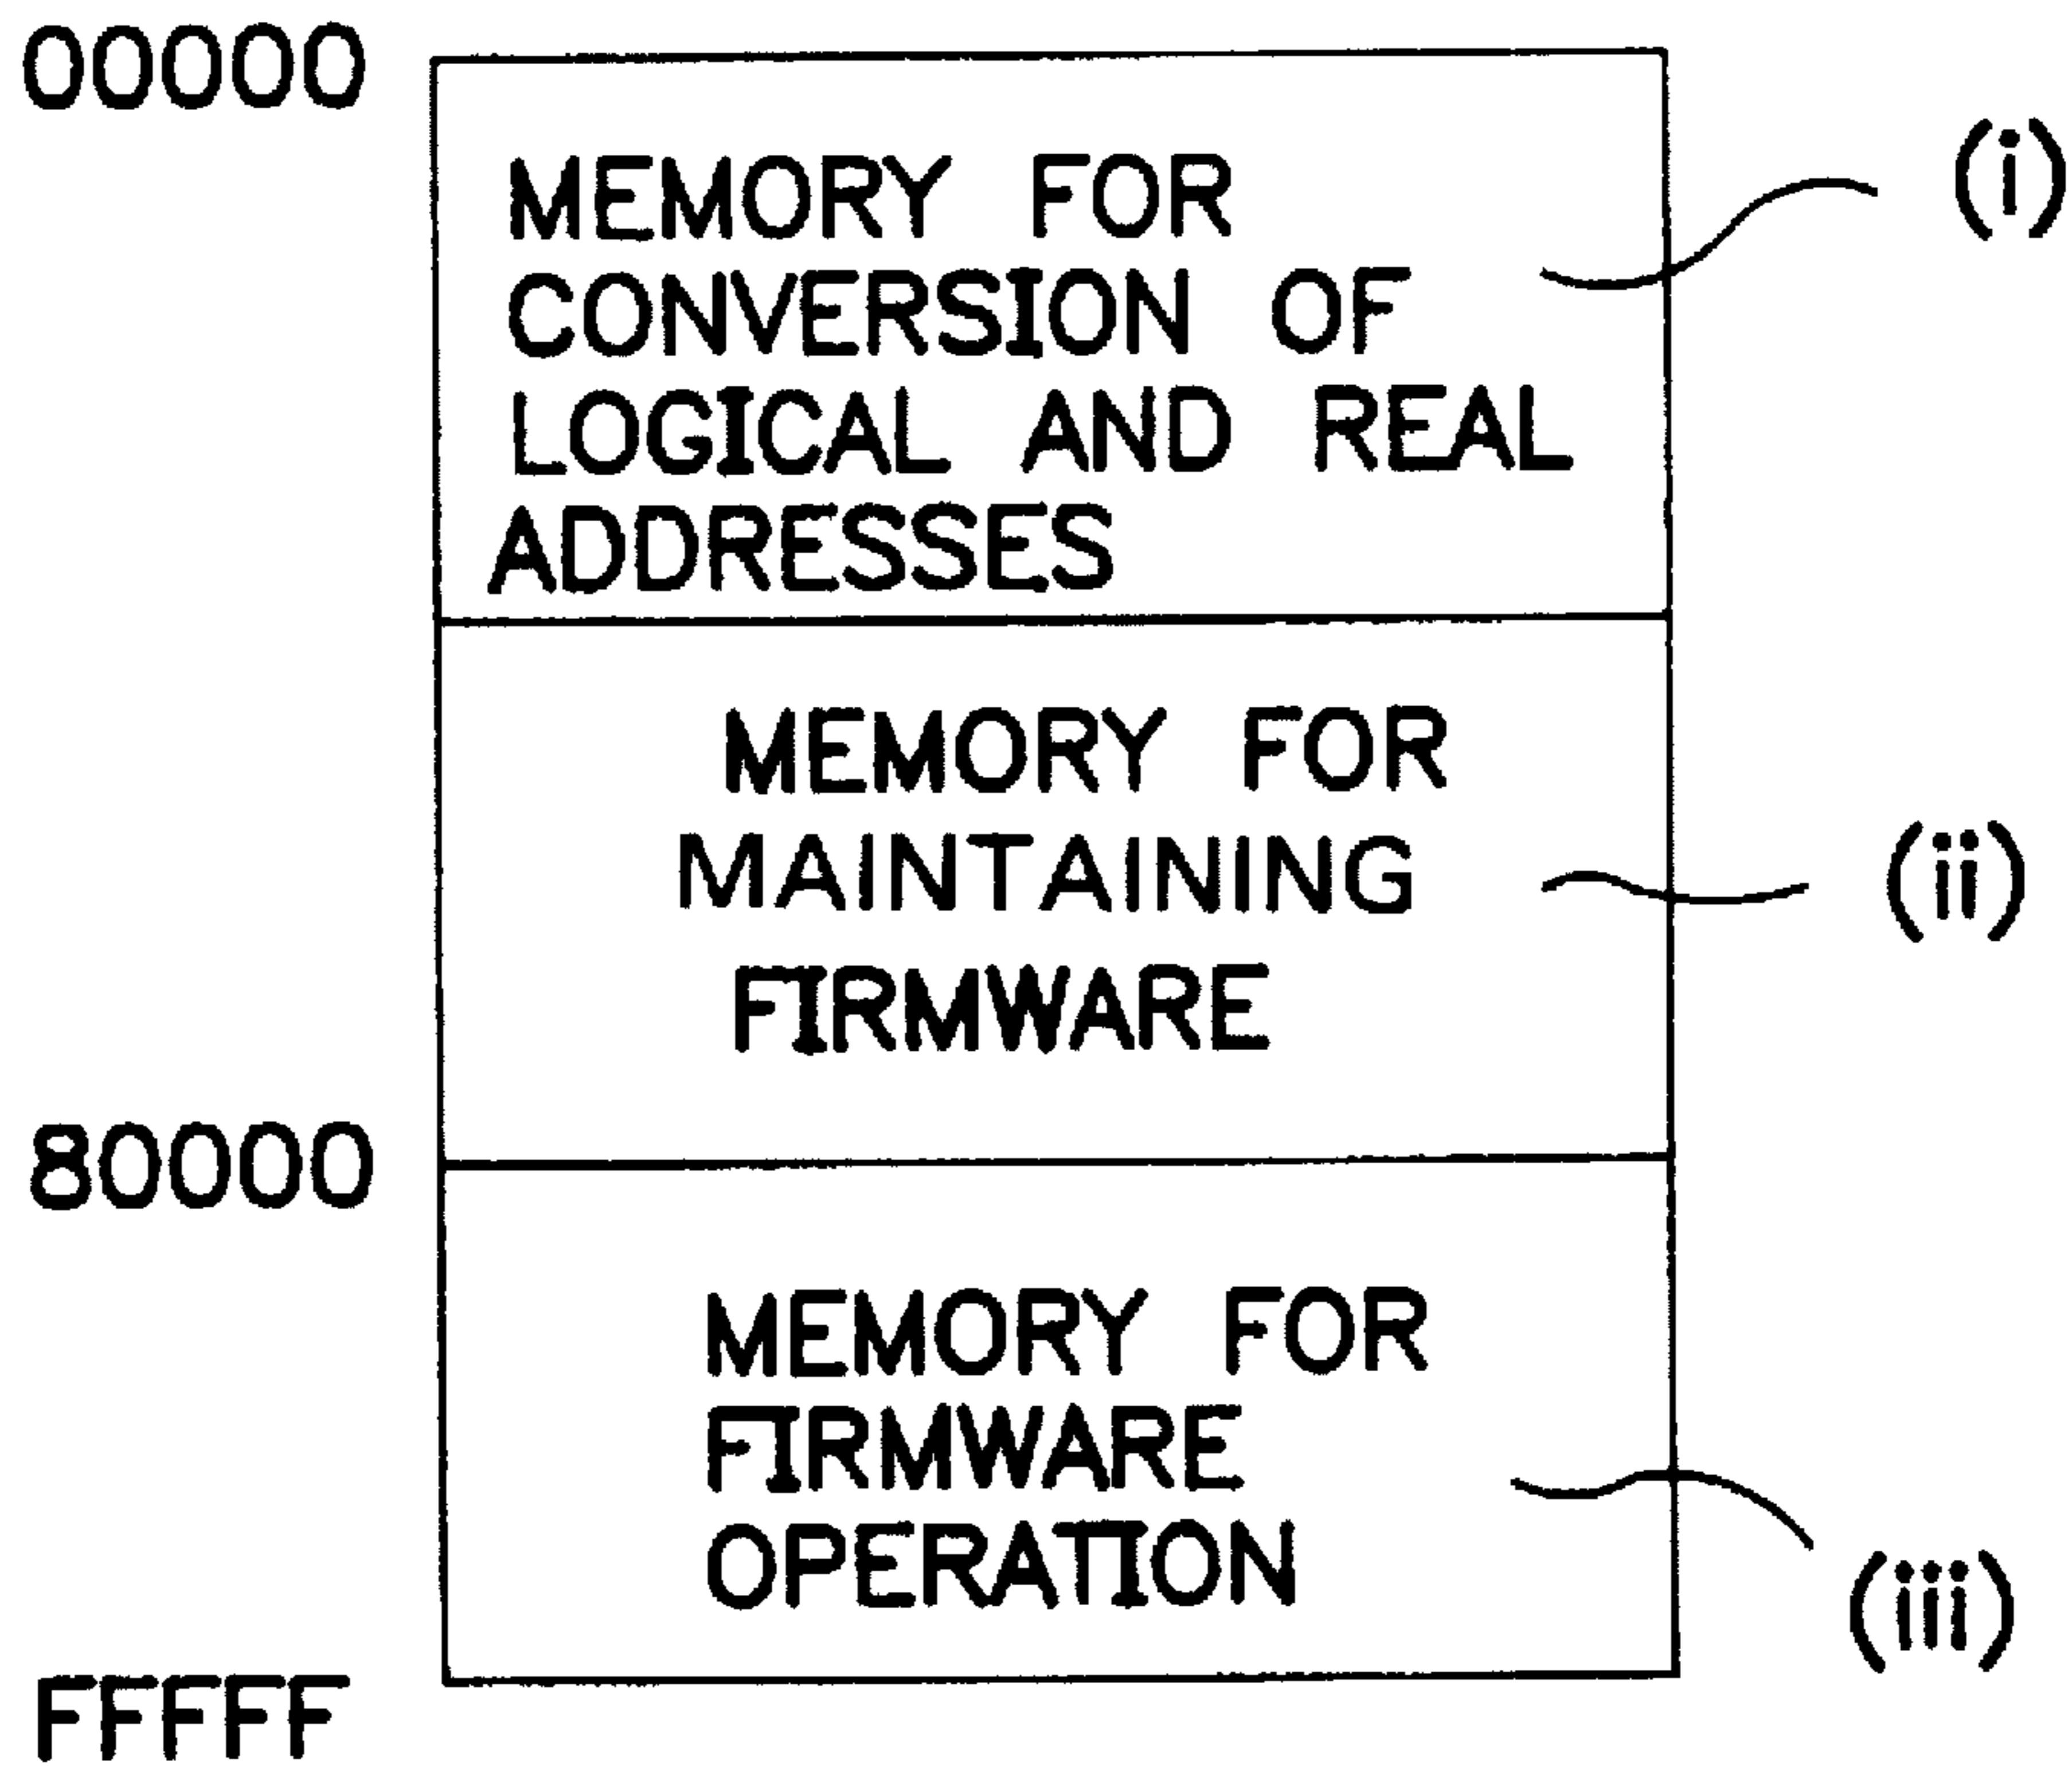 00000
MEMORY FOR
CONVERSION OF
LOGICAL AND REAL
ADDRESSES
(i)
MEMORY FOR
MAINTAINING
FIRMWARE
(ii)
80000
MEMORY FOR
FIRMWARE
OPERATION
(iii)
FFFFF